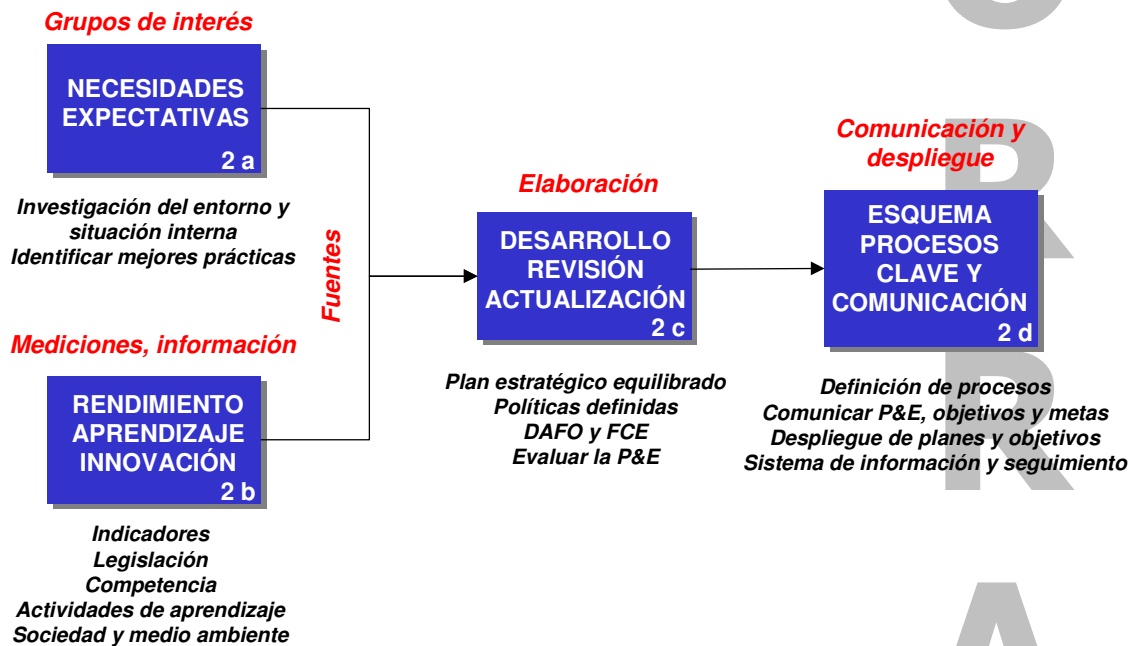 Grupos de interés
NECESIDADES
EXPECTATIVAS
2 a
Investigación del entorno y
situación interna
Identificar mejores prácticas
Fuentes
Mediciones, información
RENDIMIENTO
APRENDIZAJE
INNOVACIÓN
2 b
Indicadores
Legislación
Competencia
Actividades de aprendizaje
Sociedad y medio ambiente
Elaboración
DESARROLLO
REVISIÓN
ACTUALIZACIÓN
2 c
Plan estratégico equilibrado
Políticas definidas
DAFO y FCE
Evaluar la P&E
Comunicación y
despliegue
ESQUEMA
PROCESOS
CLAVE Y
COMUNICACIÓN
2 d
Definición de procesos
Comunicar P&E, objetivos y metas
Despliegue de planes y objetivos
Sistema de información y seguimiento
R
R
A